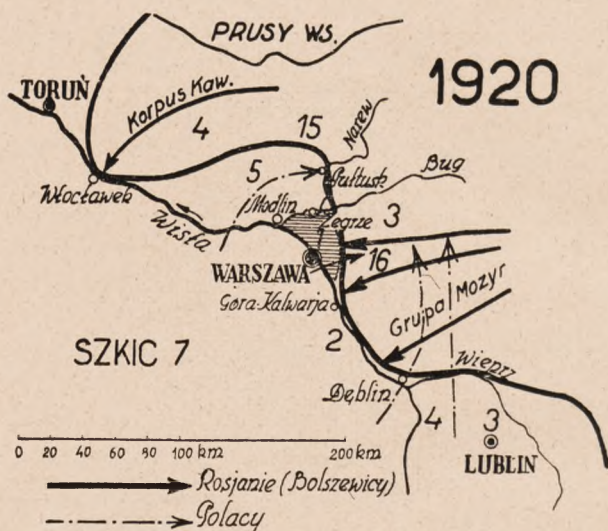 PRUSY WS.
1920
TORUŃ
Korpus Kaw.
4
15
Narew
5
Pułtusk
Bug
Włocławek
Modlin
Zegrze
3
Wisła
WARSZAWA
16
Góra-Kalwarja
Grupa Mozyr
SZKIC 7
2
Wieprz
Dęblin
4
3
LUBLIN
0 20 40 60 80 100 km 200 km
Rosjanie (Bolszewicy)
Polacy